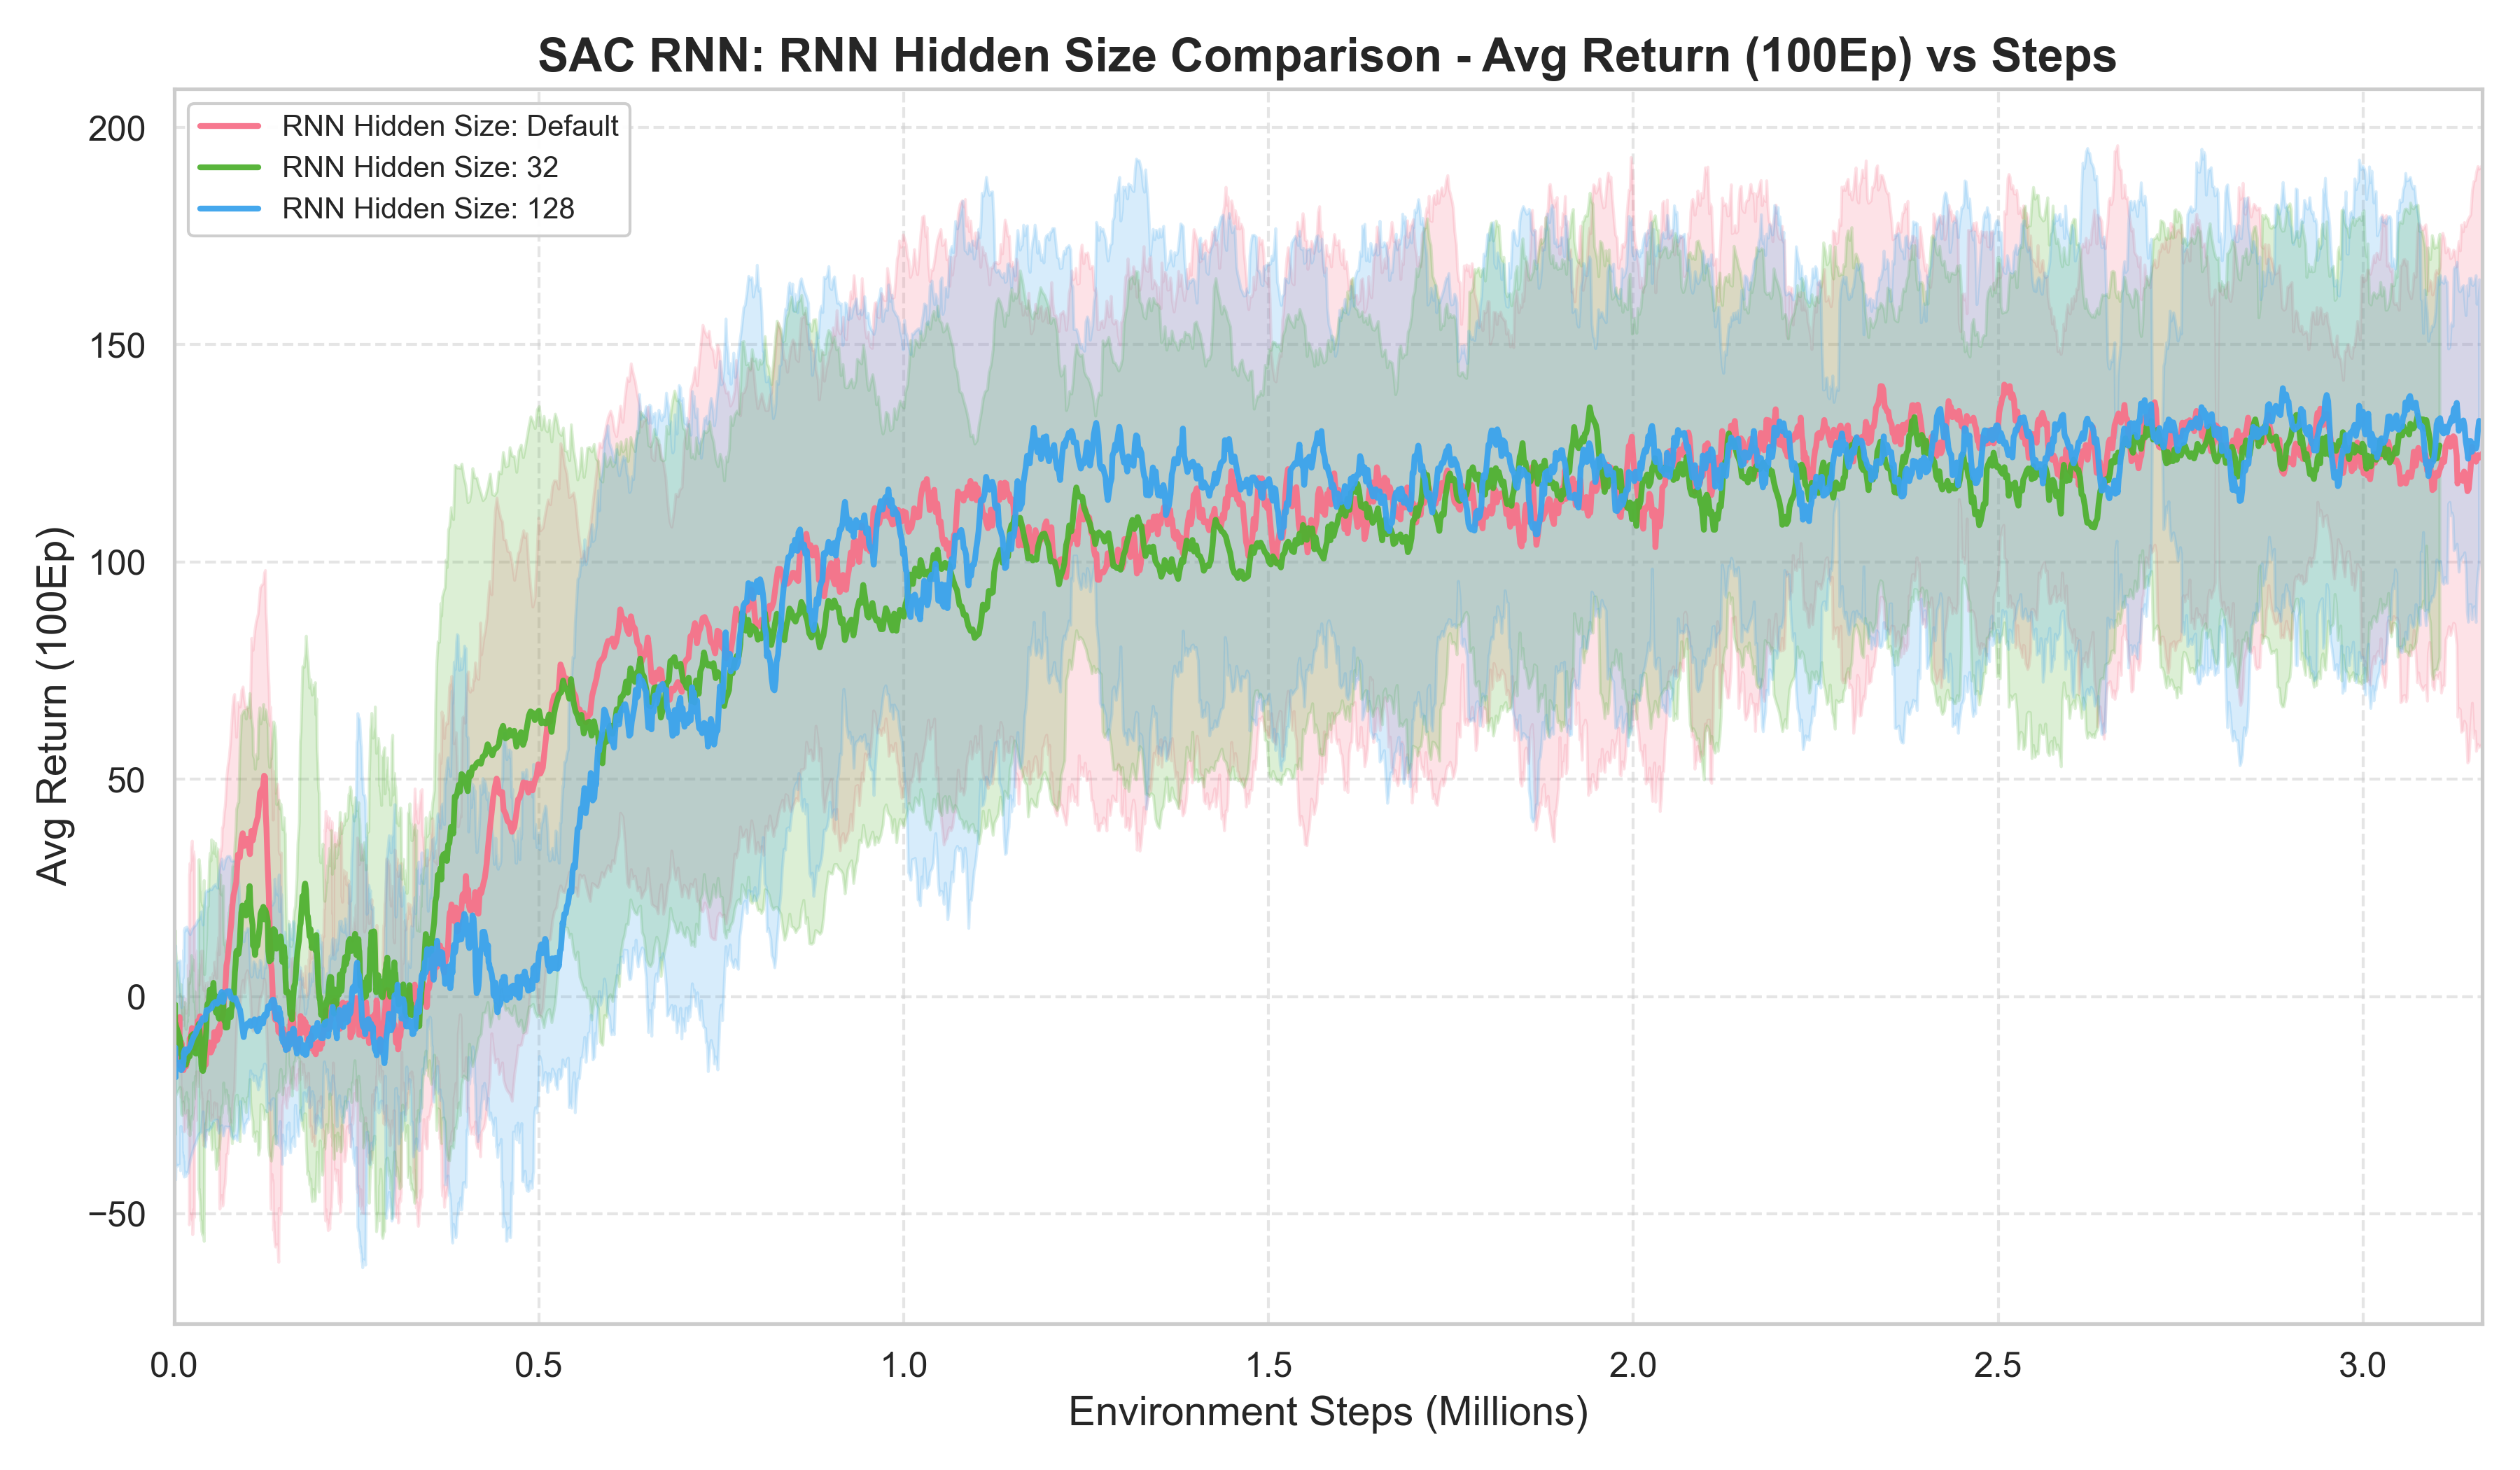 SAC RNN: RNN Hidden Size Comparison - Avg Return (100Ep) vs Steps
RNN Hidden Size: Default
RNN Hidden Size: 32
RNN Hidden Size: 128
Avg Return (100Ep)
200
150
100
50
0
−50
0.0
0.5
1.0
1.5
2.0
2.5
3.0
Environment Steps (Millions)